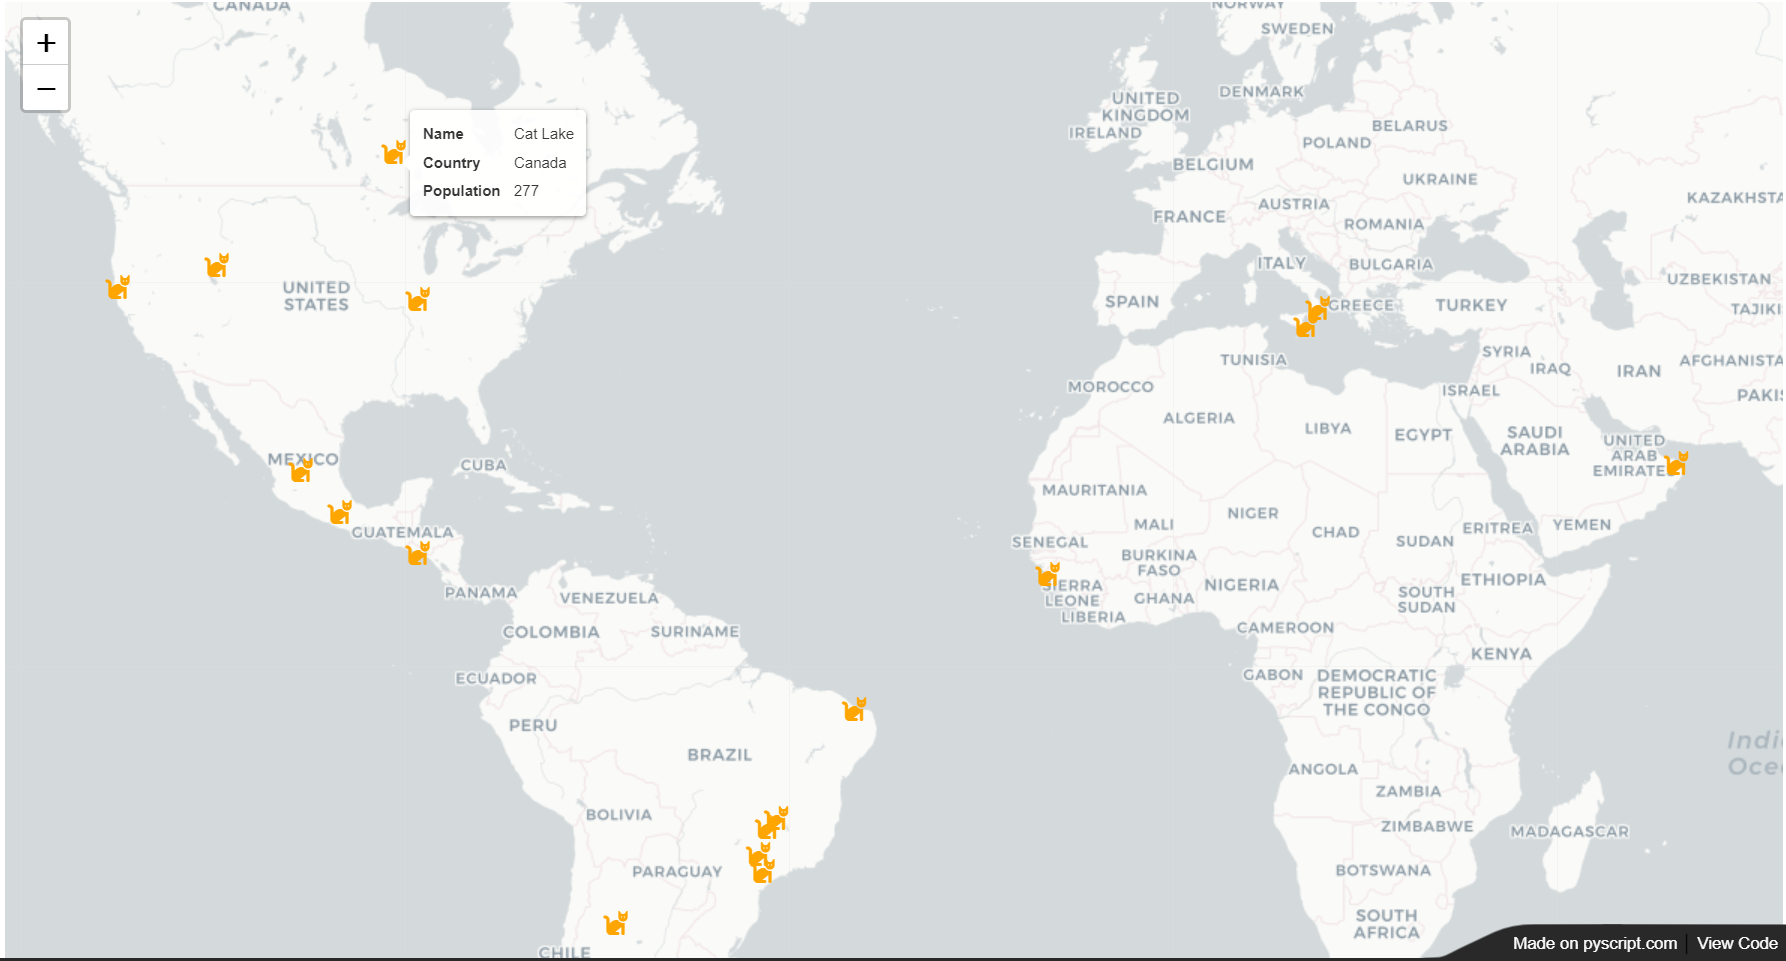 CANADA
NORWAY
SWEDEN
+
−
DENMARK
UNITED
KINGDOM
IRELAND
BELARUS
POLAND
BELGIUM
UKRAINE
Name Cat Lake
Country Canada
Population 277
KAZAKHSTA
AUSTRIA
FRANCE
ROMANIA
ITALY
BULGARIA
UZBEKISTAN
UNITED
STATES
SPAIN
GREECE
TURKEY
TAJIKI
TUNISIA
SYRIA
IRAQ
IRAN
AFGHANISTA
MOROCCO
ISRAEL
PAKIS
ALGERIA
LIBYA
EGYPT
SAUDI
ARABIA
UNITED
ARAB
EMIRATE
MEXICO
CUBA
MAURITANIA
GUATEMALA
MALI
NIGER
CHAD
SUDAN
ERITREA
YEMEN
SENEGAL
BURKINA
FASO
SIERRA
LEONE
LIBERIA
GHANA
NIGERIA
ETHIOPIA
SOUTH
SUDAN
PANAMA
VENEZUELA
COLOMBIA
SURINAME
CAMEROON
KENYA
ECUADOR
GABON
DEMOCRATIC
REPUBLIC OF
THE CONGO
PERU
BRAZIL
Indi
Oce
ANGOLA
ZAMBIA
BOLIVIA
ZIMBABWE
MADAGASCAR
PARAGUAY
BOTSWANA
SOUTH
AFRICA
CHILE
Made on pyscript.com | View Code